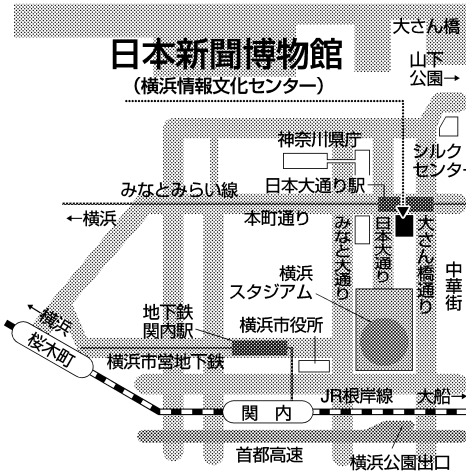 大さん橋
日本新聞博物館
（横浜情報文化センター）
山下
公園→
神奈川県庁
シルク
センター
日本大通り駅
みなとみらい線
←横浜
本町通り
みなと大通り
日本大通り
大さん橋通り
中華街
横浜
スタジアム
←横浜
桜木町
地下鉄
関内駅
横浜市役所
横浜市営地下鉄
JR根岸線
大船→
関内
首都高速
横浜公園出口